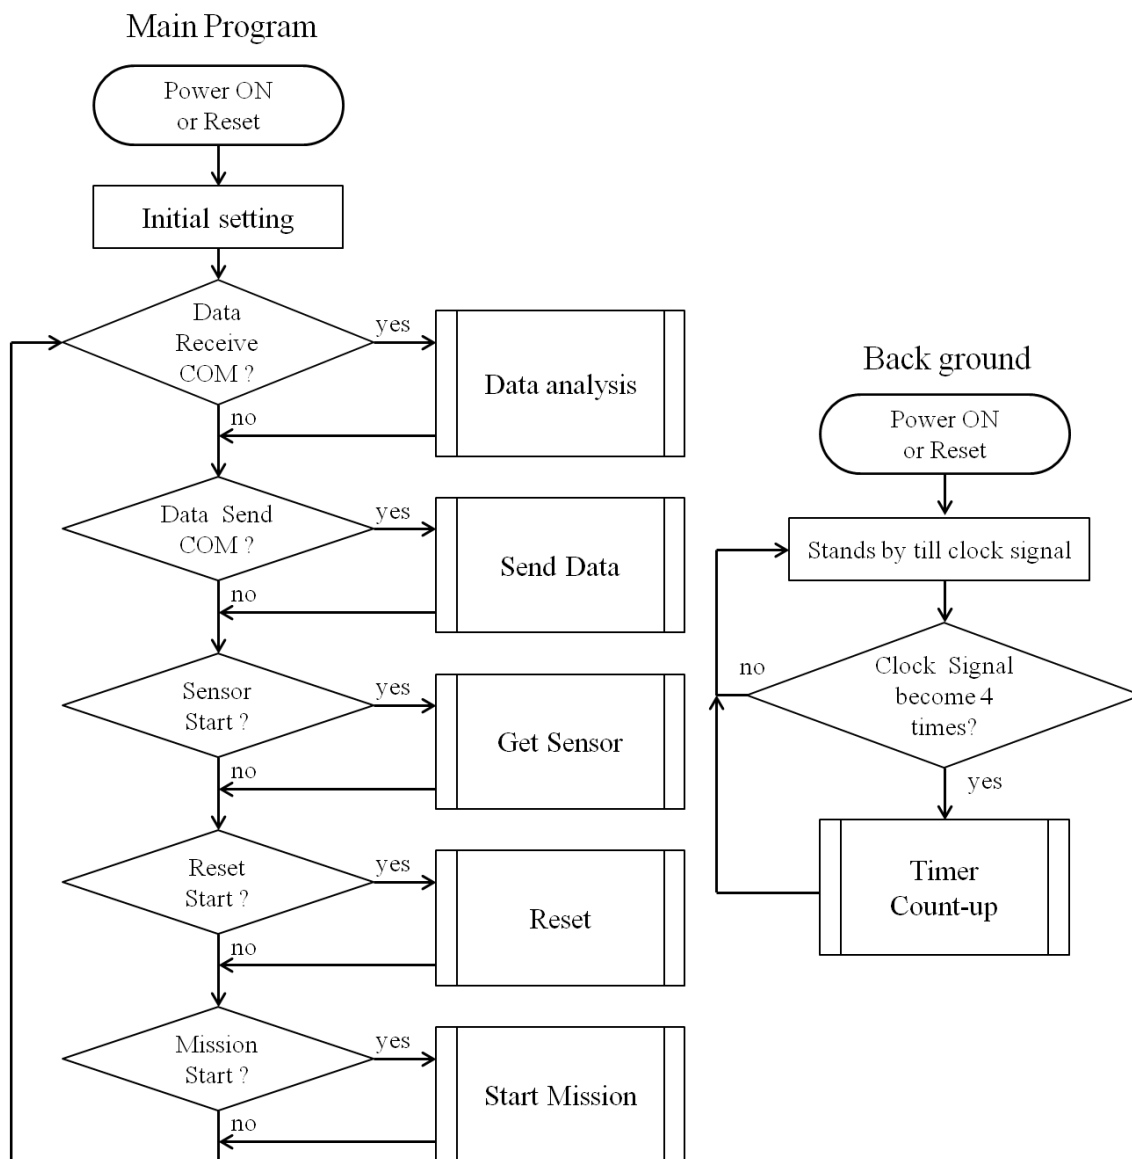 Main Program
Power ON
or Reset
Initial setting
Data
Receive
COM ?
yes
no
Data analysis
Data Send
COM ?
yes
no
Send Data
Sensor
Start ?
yes
no
Get Sensor
Reset
Start ?
yes
no
Reset
Mission
Start ?
yes
no
Start Mission
Back ground
Power ON
or Reset
Stands by till clock signal
Clock Signal
become 4
times?
no
yes
Timer
Count-up